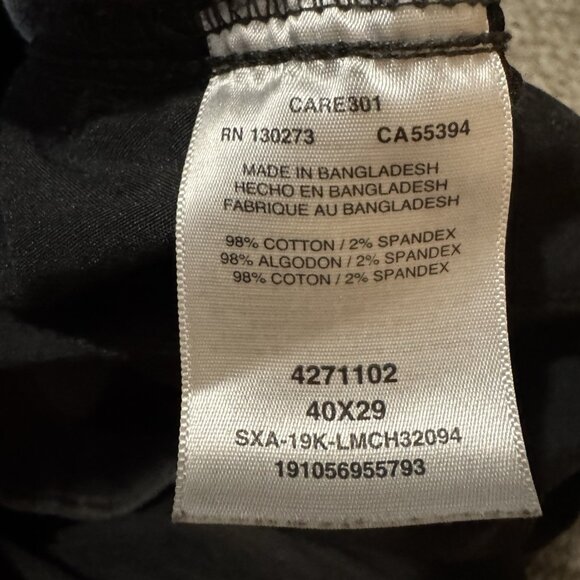 CARE301
RN 130273 CA55394
MADE IN BANGLADESH
HECHO EN BANGLADESH
FABRIQUE AU BANGLADESH
98% COTTON / 2% SPANDEX
98% ALGODON / 2% SPANDEX
98% COTON / 2% SPANDEX
4271102
40X29
SXA-19K-LMCH32094
191056955793